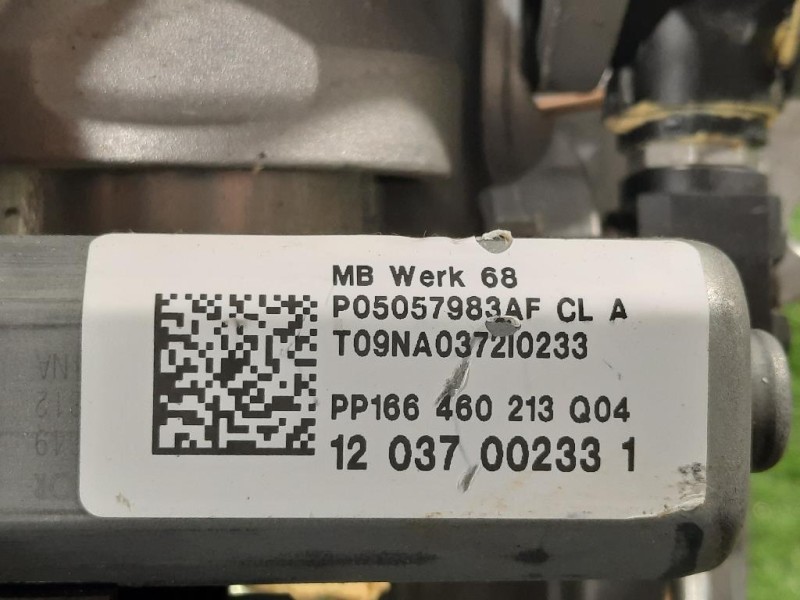 MB Werk 68
P05057983AF CL A
T09NA037210233
PP166 460 213 Q04
12 037 00233 1